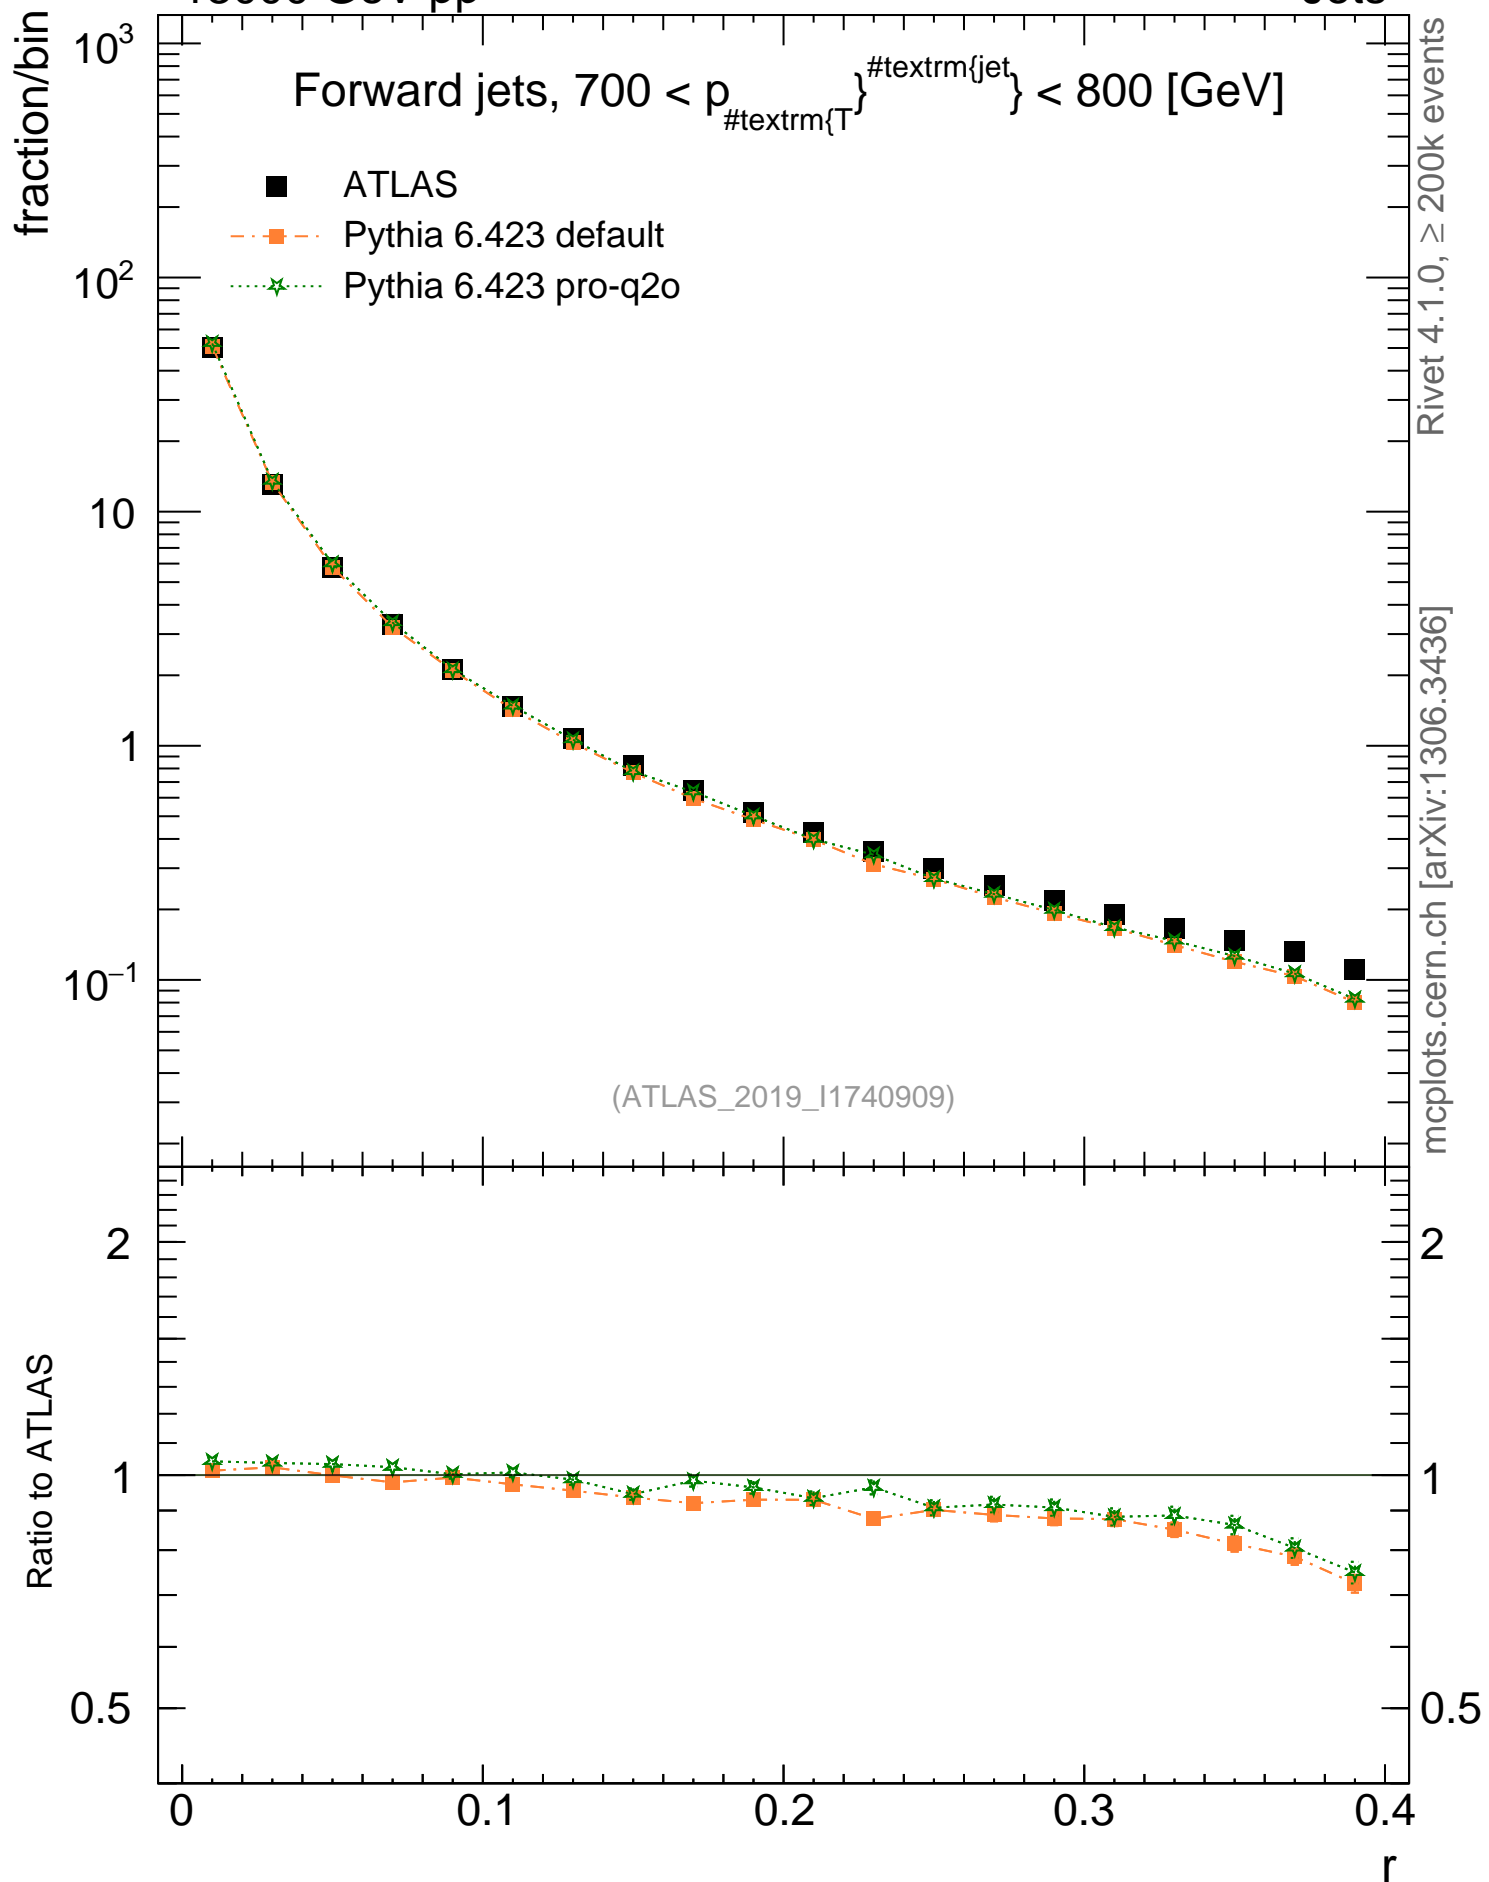 fraction/bin
10³
10²
10
1
10⁻¹
Forward jets, 700 < p_#textrm{T}^#textrm{jet} < 800 [GeV]
ATLAS
Pythia 6.423 default
Pythia 6.423 pro-q2o
(ATLAS_2019_I1740909)
Rivet 4.1.0, ≥ 200k events
mcplots.cern.ch [arXiv:1306.3436]
Ratio to ATLAS
2
1
0.5
2
1
0.5
0 0.1 0.2 0.3 0.4
r